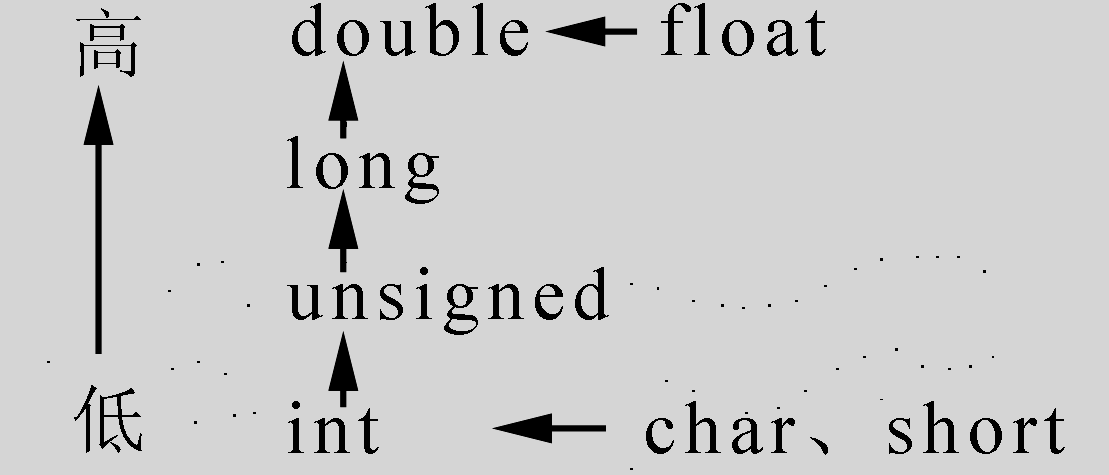 高 double float
long
unsigned
低 int char、short